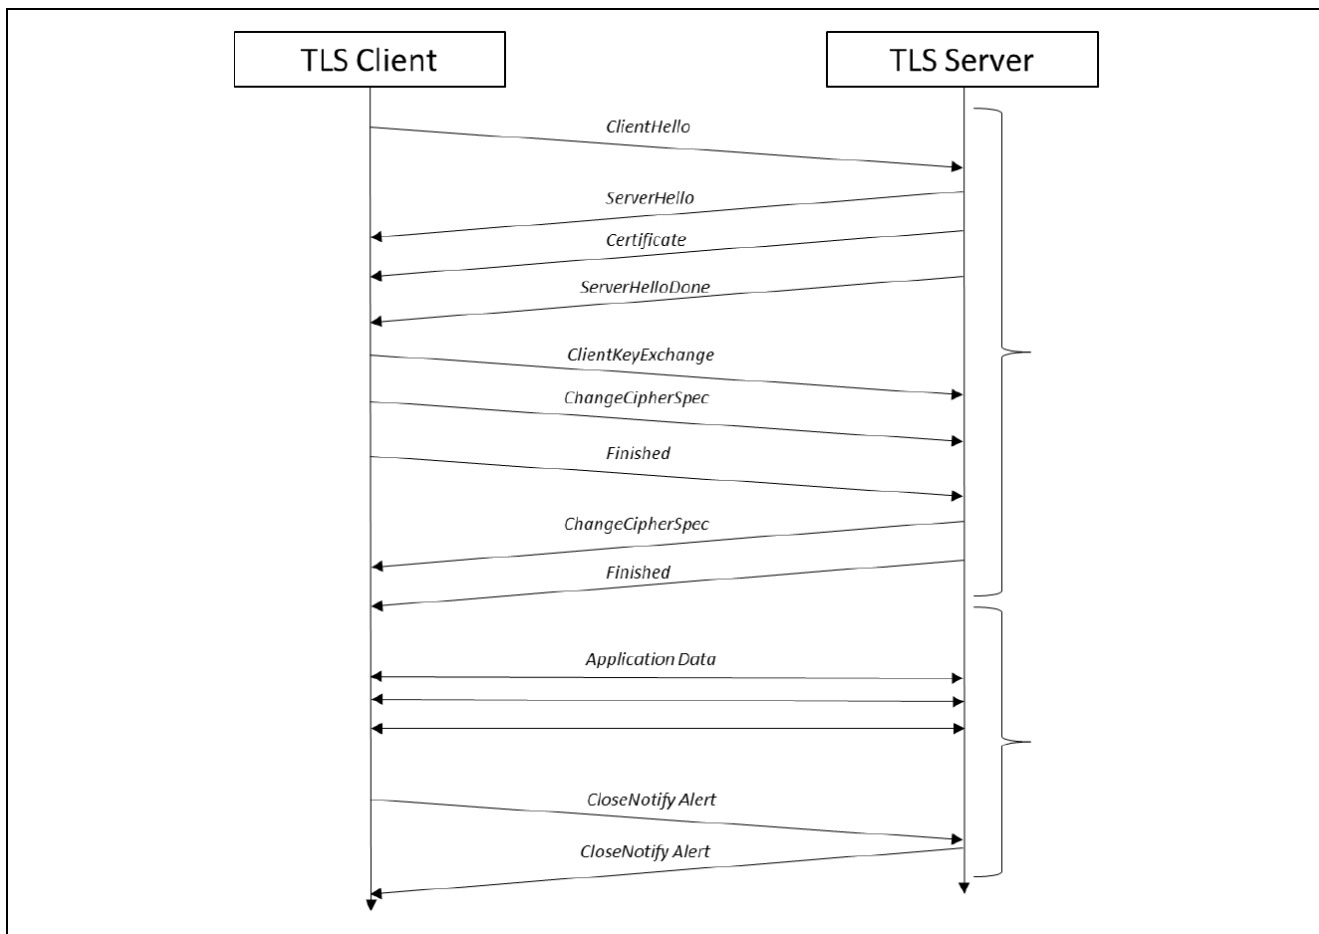 TLS Client
TLS Server
ClientHello
ServerHello
Certificate
ServerHelloDone
ClientKeyExchange
ChangeCipherSpec
Finished
ChangeCipherSpec
Finished
Application Data
CloseNotify Alert
CloseNotify Alert